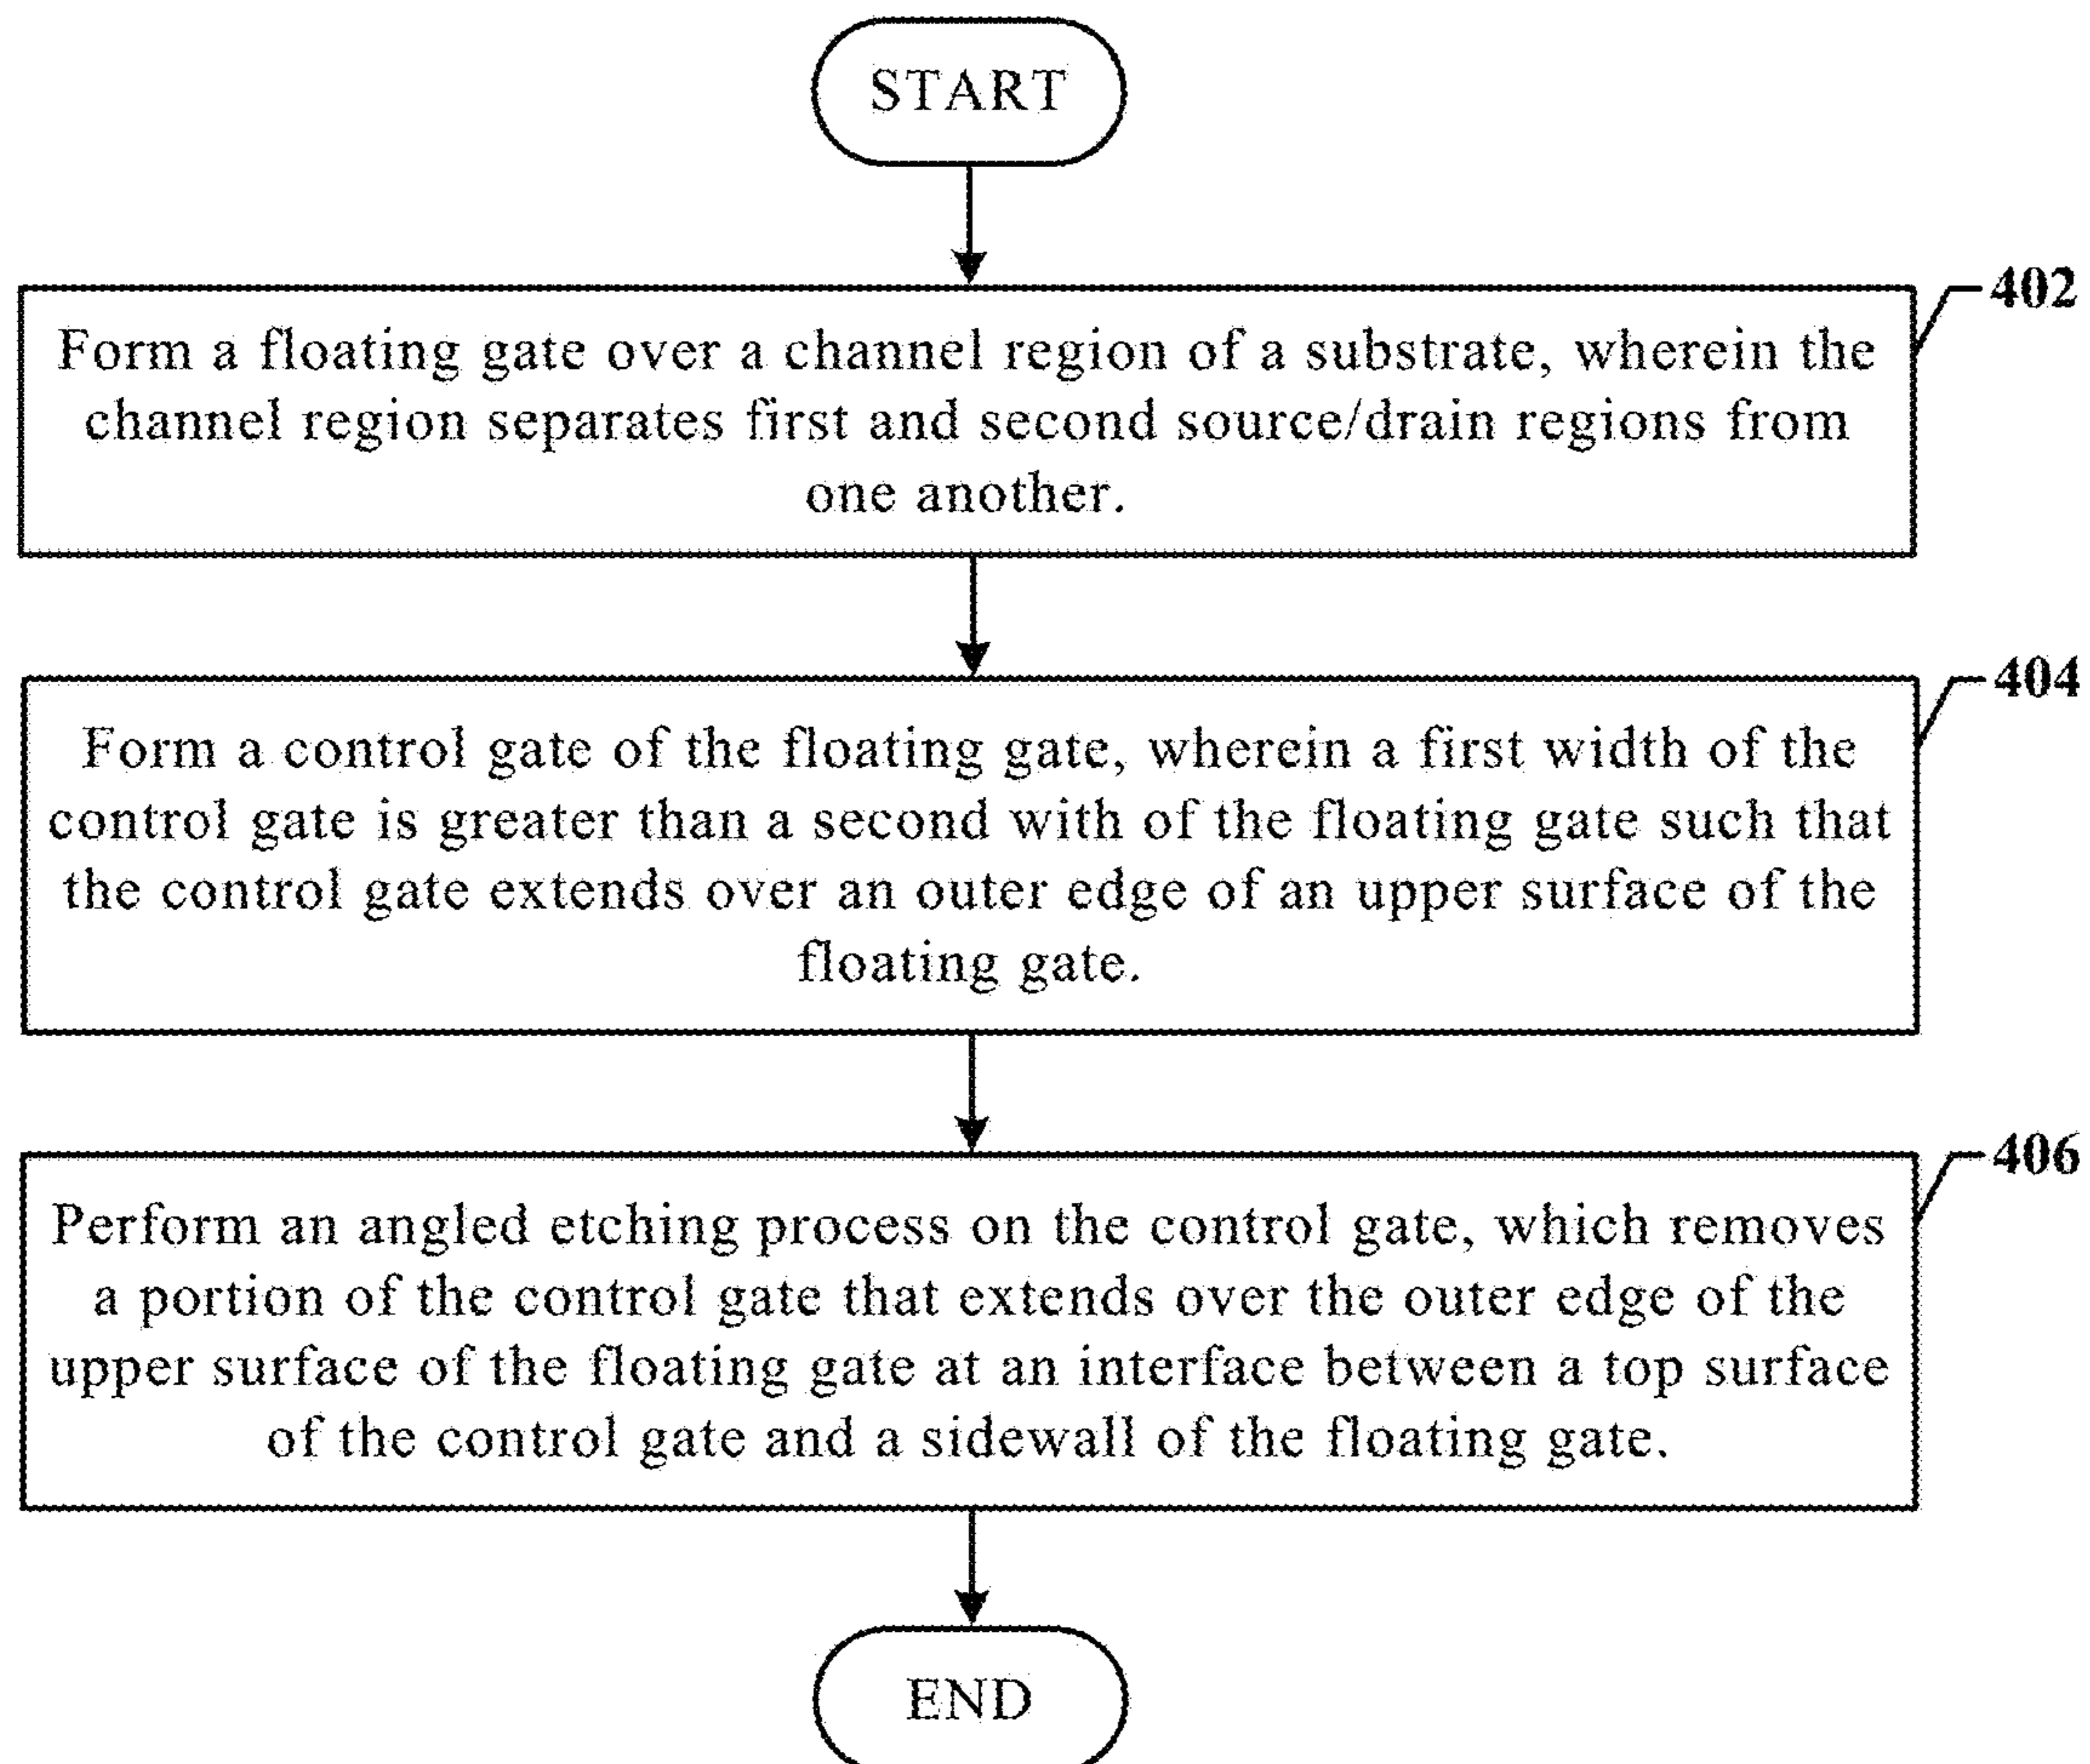 START
402
Form a floating gate over a channel region of a substrate, wherein the
channel region separates first and second source/drain regions from
one another.
404
Form a control gate of the floating gate, wherein a first width of the
control gate is greater than a second with of the floating gate such that
the control gate extends over an outer edge of an upper surface of the
floating gate.
406
Perform an angled etching process on the control gate, which removes
a portion of the control gate that extends over the outer edge of the
upper surface of the floating gate at an interface between a top surface
of the control gate and a sidewall of the floating gate.
END